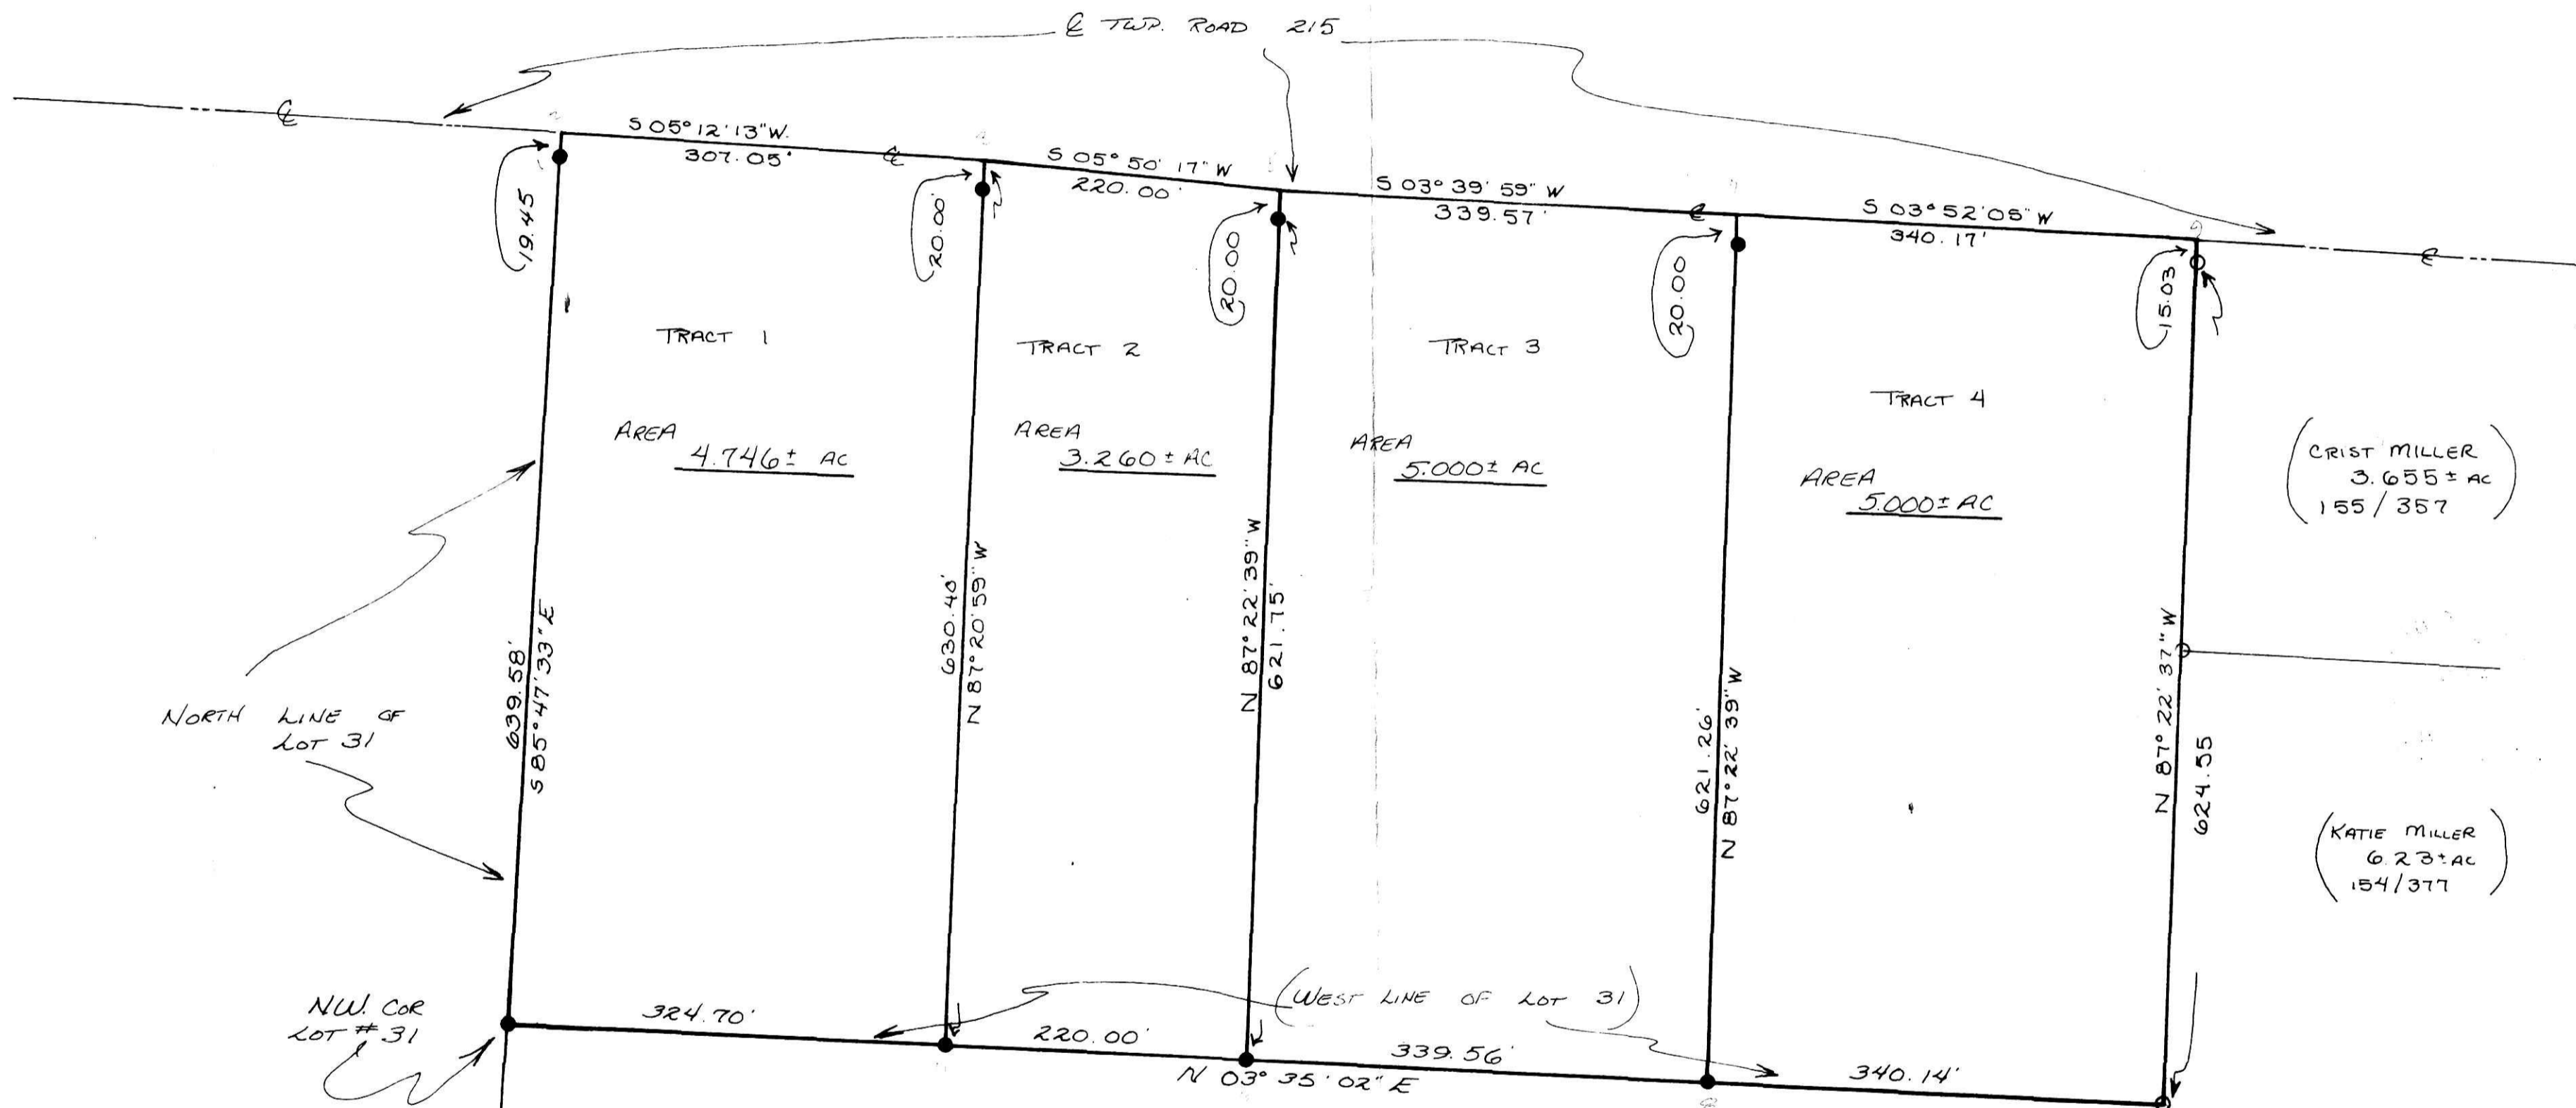 ℄ TWP. ROAD 215
℄
S 05° 12' 13" W.
307.05'
℄
S 05° 50' 17" W
220.00'
S 03° 39' 59" W
339.57'
℄
S 03° 52' 05" W
340.17'
℄
19.45
20.00'
20.00
20.00
15.03
TRACT 1
AREA
4.746± AC
TRACT 2
AREA
3.260± AC
TRACT 3
AREA
5.000± AC
TRACT 4
AREA
5.000± AC
CRIST MILLER
3.655± AC
155/357
639.58'
S 85° 47' 33" E
630.40'
N 87° 20' 59" W
N 87° 22' 39" W
621.75'
621.26'
N 87° 22' 39" W
N 87° 22' 37" W
624.55
NORTH LINE OF
LOT 31
KATIE MILLER
6.23± AC
154/377
NW. COR
LOT # 31
(WEST LINE OF LOT 31)
324.70'
220.00'
339.56'
340.14'
N 03° 35' 02" E